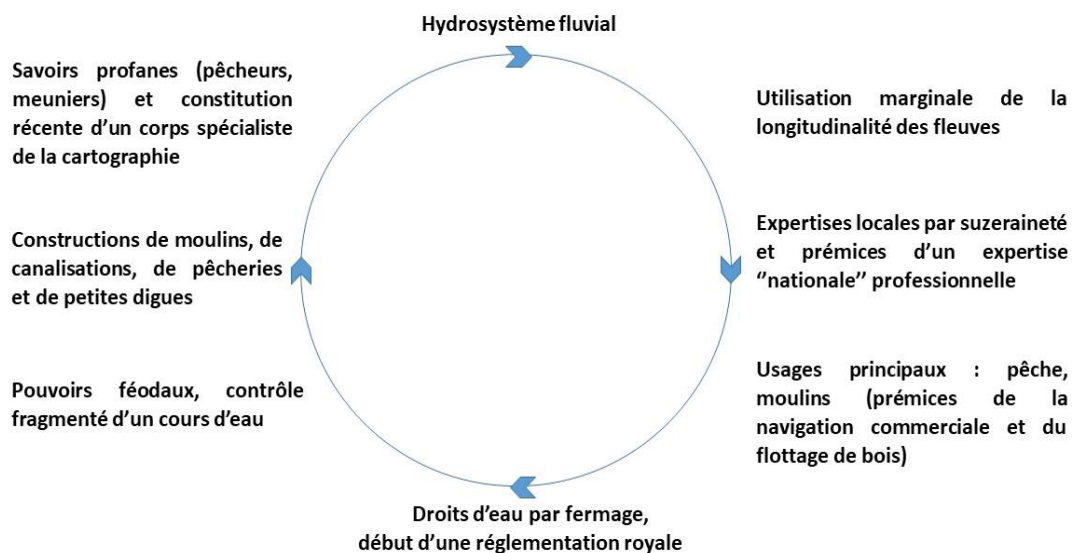 Hydrosystème fluvial
Utilisation marginale de la
longitudinalité des fleuves
Expertises locales par suzeraineté
et prémices d’un expertise
‘’nationale’’ professionnelle
Usages principaux : pêche,
moulins (prémices de la
navigation commerciale et du
flottage de bois)
Droits d’eau par fermage,
début d’une réglementation royale
Pouvoirs féodaux, contrôle
fragmenté d’un cours d’eau
Constructions de moulins, de
canalisations, de pêcheries
et de petites digues
Savoirs profanes (pêcheurs,
meuniers) et constitution
récente d’un corps spécialiste
de la cartographie